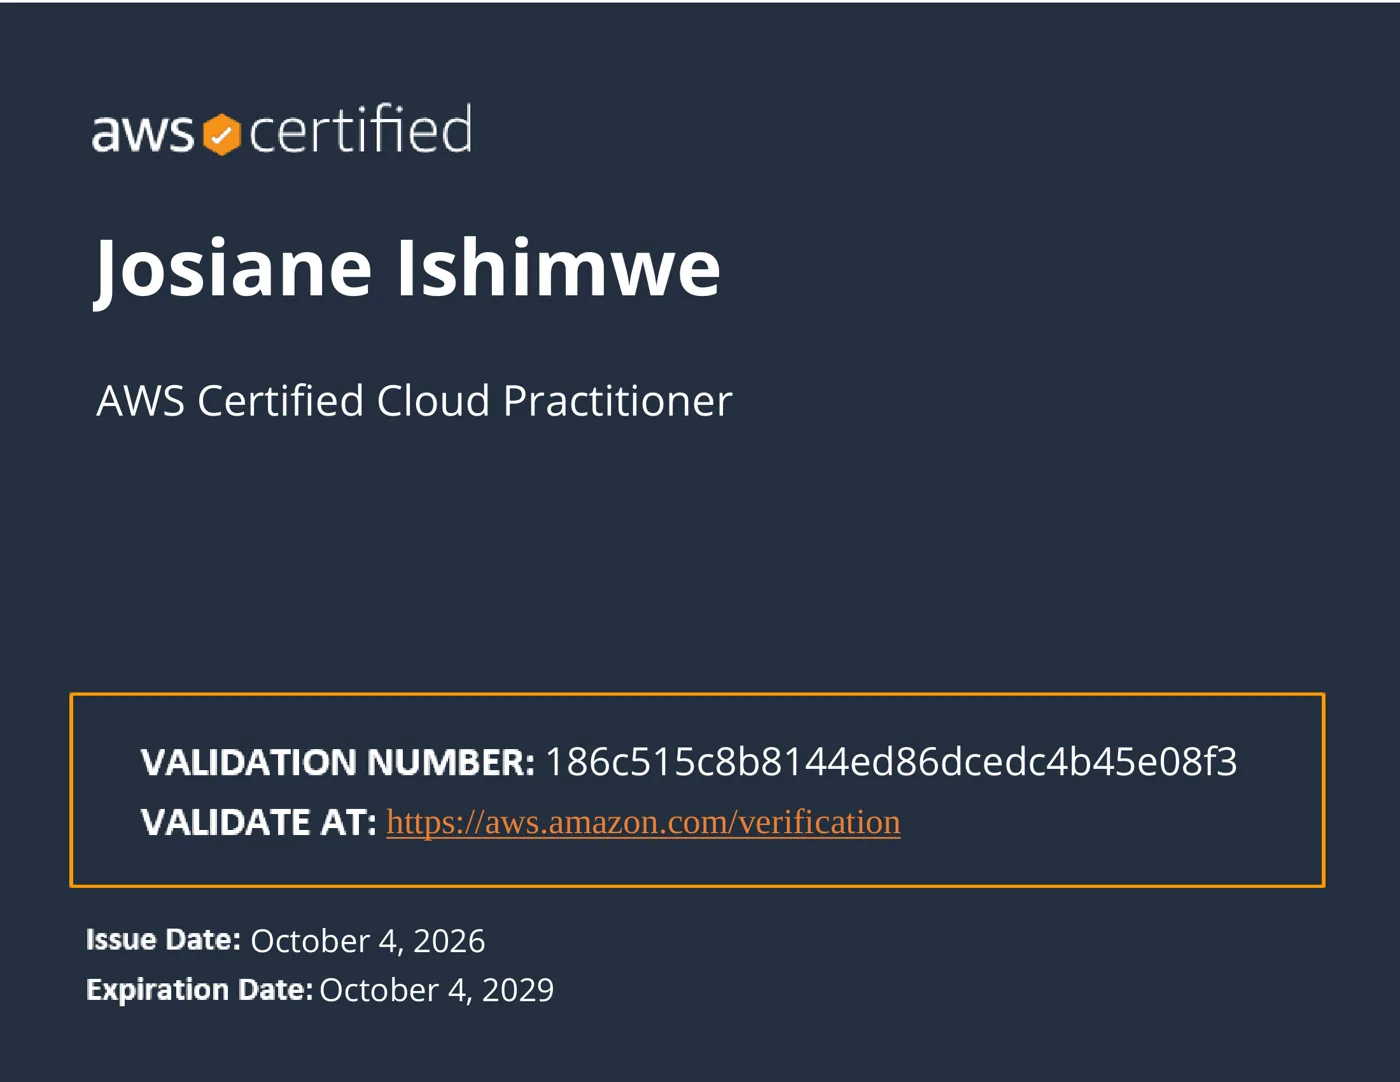 aws certified
Josiane Ishimwe
AWS Certified Cloud Practitioner
VALIDATION NUMBER: 186c515c8b8144ed86dcedc4b45e08f3
VALIDATE AT: https://aws.amazon.com/verification
Issue Date: October 4, 2026
Expiration Date: October 4, 2029